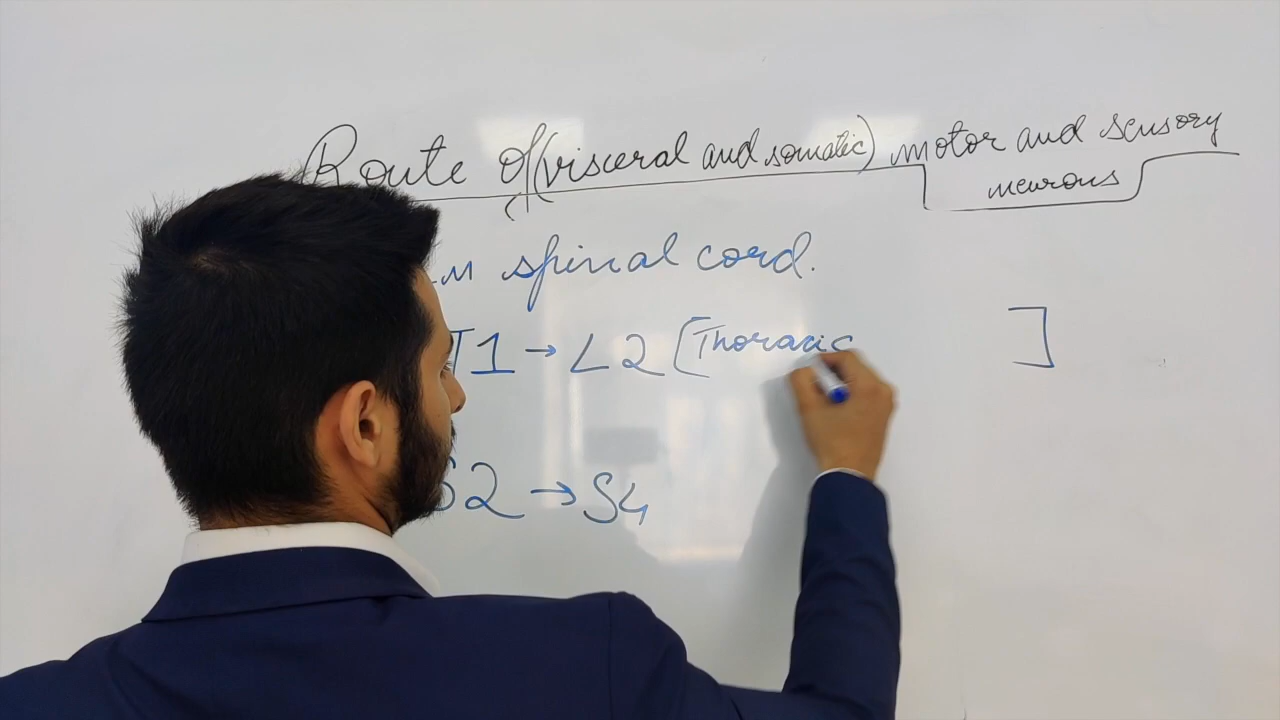 Route of (visceral and somatic) motor and sensory
neurons
spinal cord.
T1 → L2 [Thoracic ]
S2 → S4